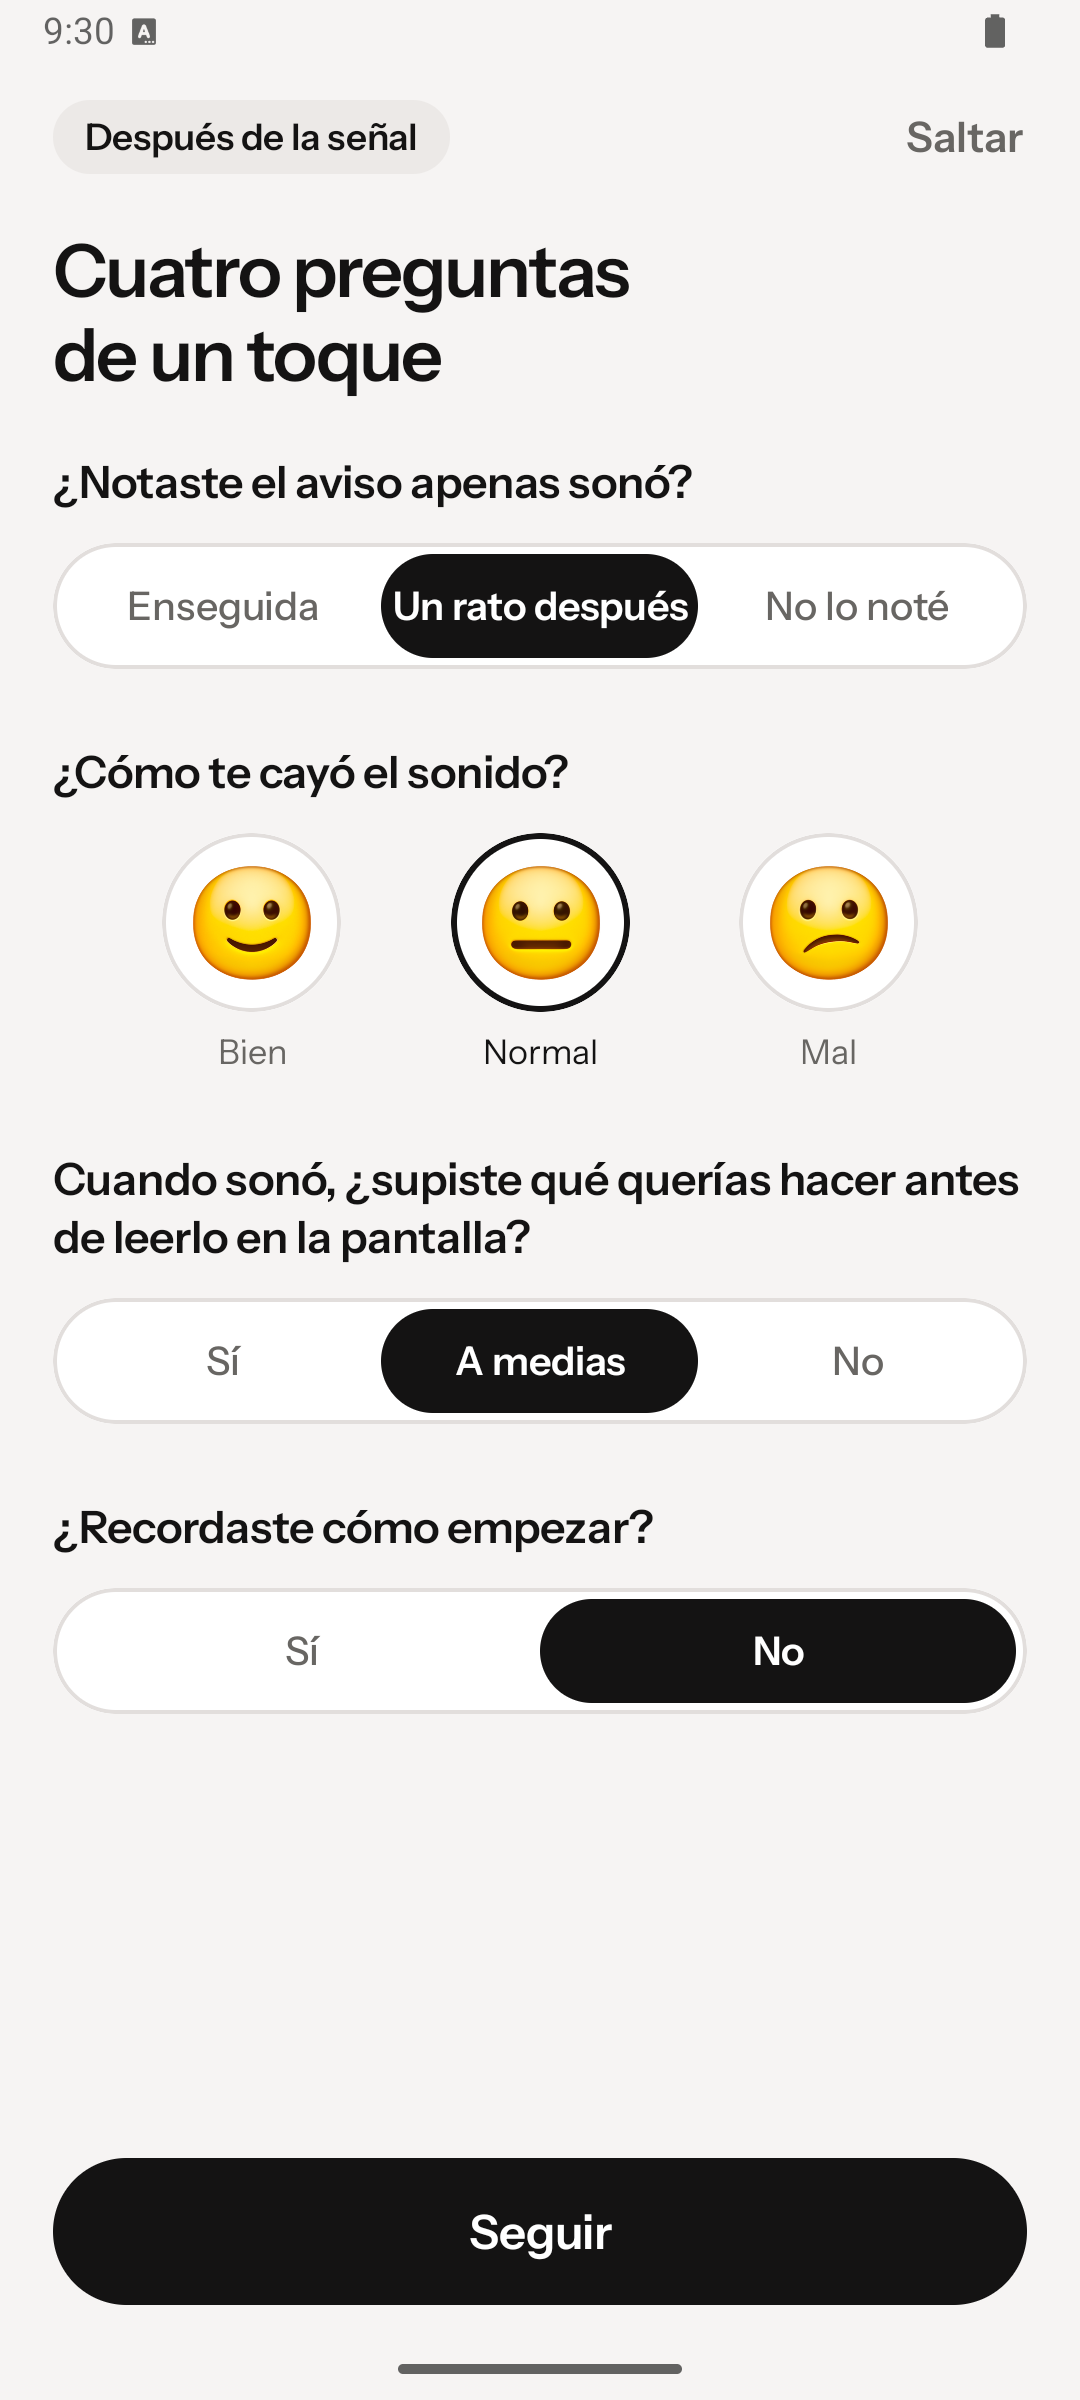 9:30
Después de la señal
Saltar
Cuatro preguntas
de un toque
¿Notaste el aviso apenas sonó?
Enseguida
Un rato después
No lo noté
¿Cómo te cayó el sonido?
Bien
Normal
Mal
Cuando sonó, ¿supiste qué querías hacer antes
de leerlo en la pantalla?
Sí
A medias
No
¿Recordaste cómo empezar?
Sí
No
Seguir